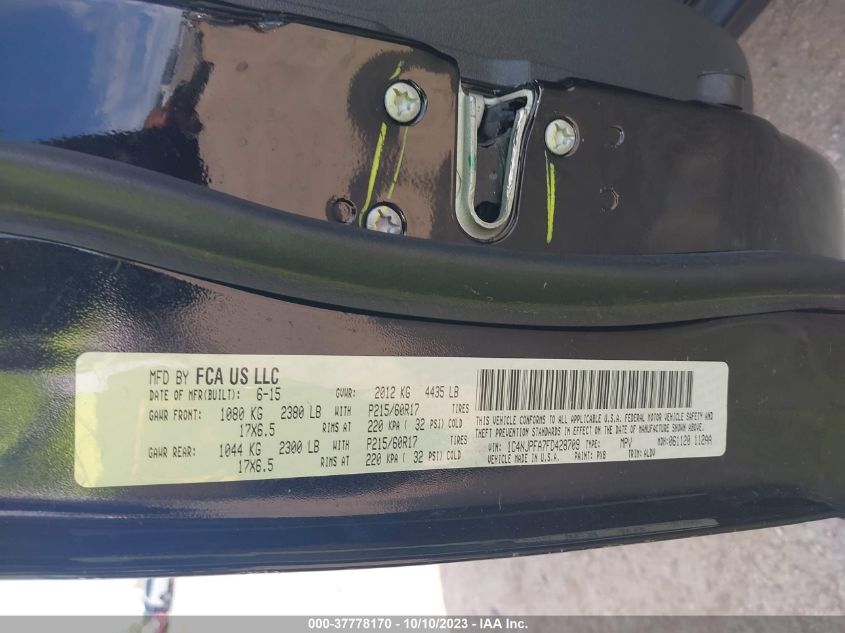 MFD BY FCA US LLC
DATE OF MFR(BUILT): 6-15 GVWR: 2012 KG 4435 LB
GAWR FRONT: 1080 KG 2380 LB WITH P215/60R17 TIRES
17X6.5 RIMS AT 220 KPA ( 32 PSI) COLD
GAWR REAR: 1044 KG 2300 LB WITH P215/60R17 TIRES
17X6.5 RIMS AT 220 KPA ( 32 PSI) COLD
THIS VEHICLE CONFORMS TO ALL APPLICABLE U.S.A. FEDERAL MOTOR VEHICLE SAFETY, BUMPER AND
THEFT PREVENTION STANDARDS IN EFFECT ON THE DATE OF MANUFACTURE SHOWN ABOVE.
VIN: 1C4NJPFA7FD428709 TYPE: MPV MDH: 061120 1129A
VEHICLE MADE IN U.S.A. PAINT: PX8 TRIM: ALDV
000-37778170 - 10/10/2023 - IAA Inc.